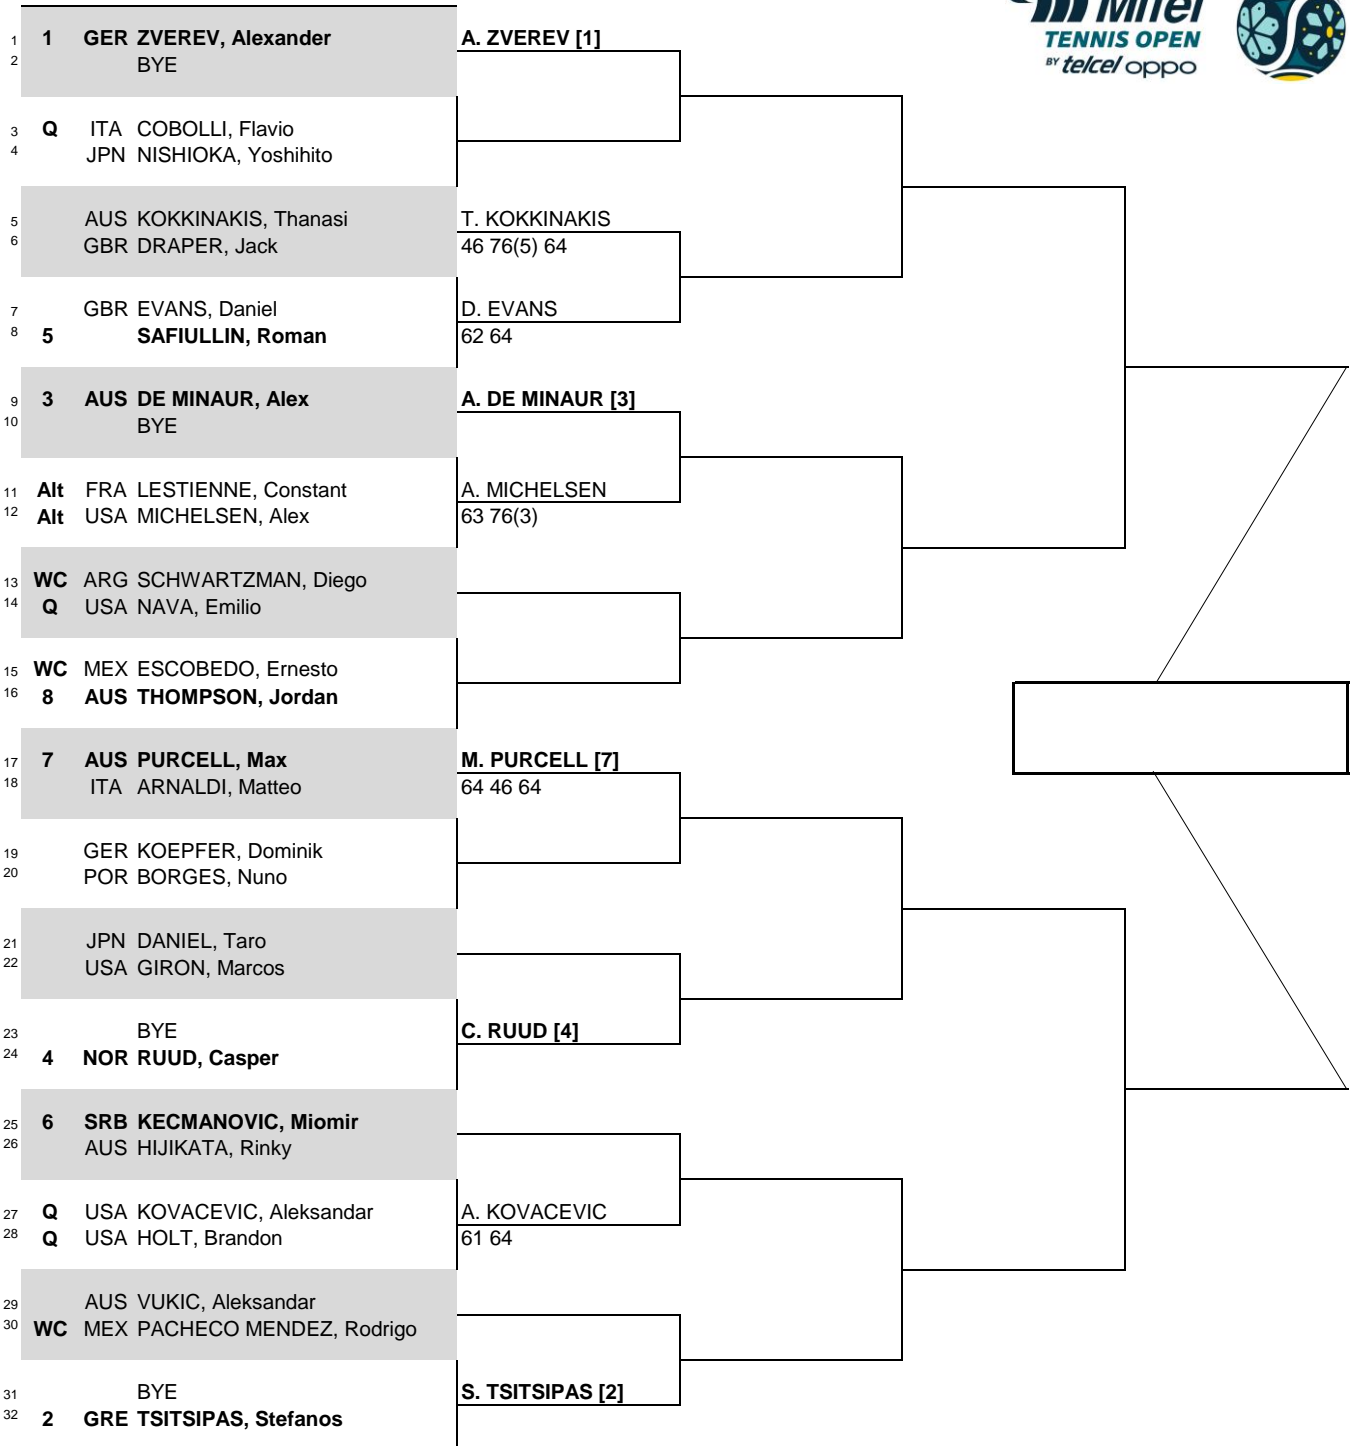 Mifel
TENNIS OPEN
BY telcel oppo
1 1 GER ZVEREV, Alexander A. ZVEREV [1]
2 BYE
3 Q ITA COBOLLI, Flavio
4 JPN NISHIOKA, Yoshihito
5 AUS KOKKINAKIS, Thanasi T. KOKKINAKIS
6 GBR DRAPER, Jack 46 76(5) 64
7 GBR EVANS, Daniel D. EVANS
8 5 SAFIULLIN, Roman 62 64
9 3 AUS DE MINAUR, Alex A. DE MINAUR [3]
10 BYE
11 Alt FRA LESTIENNE, Constant A. MICHELSEN
12 Alt USA MICHELSEN, Alex 63 76(3)
13 WC ARG SCHWARTZMAN, Diego
14 Q USA NAVA, Emilio
15 WC MEX ESCOBEDO, Ernesto
16 8 AUS THOMPSON, Jordan
17 7 AUS PURCELL, Max M. PURCELL [7]
18 ITA ARNALDI, Matteo 64 46 64
19 GER KOEPFER, Dominik
20 POR BORGES, Nuno
21 JPN DANIEL, Taro
22 USA GIRON, Marcos
23 BYE C. RUUD [4]
24 4 NOR RUUD, Casper
25 6 SRB KECMANOVIC, Miomir
26 AUS HIJIKATA, Rinky
27 Q USA KOVACEVIC, Aleksandar A. KOVACEVIC
28 Q USA HOLT, Brandon 61 64
29 AUS VUKIC, Aleksandar
30 WC MEX PACHECO MENDEZ, Rodrigo
31 BYE S. TSITSIPAS [2]
32 2 GRE TSITSIPAS, Stefanos